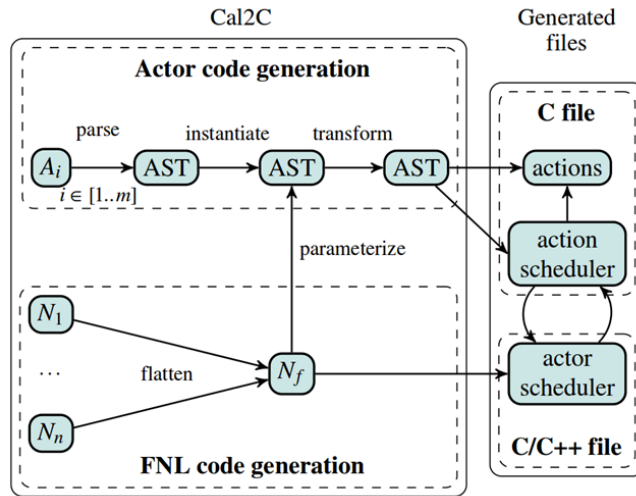 Cal2C
Generated
files
Actor code generation
C file
parse
instantiate
transform
A_i
AST
AST
AST
actions
i ∈ [1..m]
parameterize
action
scheduler
N_1
...
flatten
N_f
N_n
actor
scheduler
FNL code generation
C/C++ file